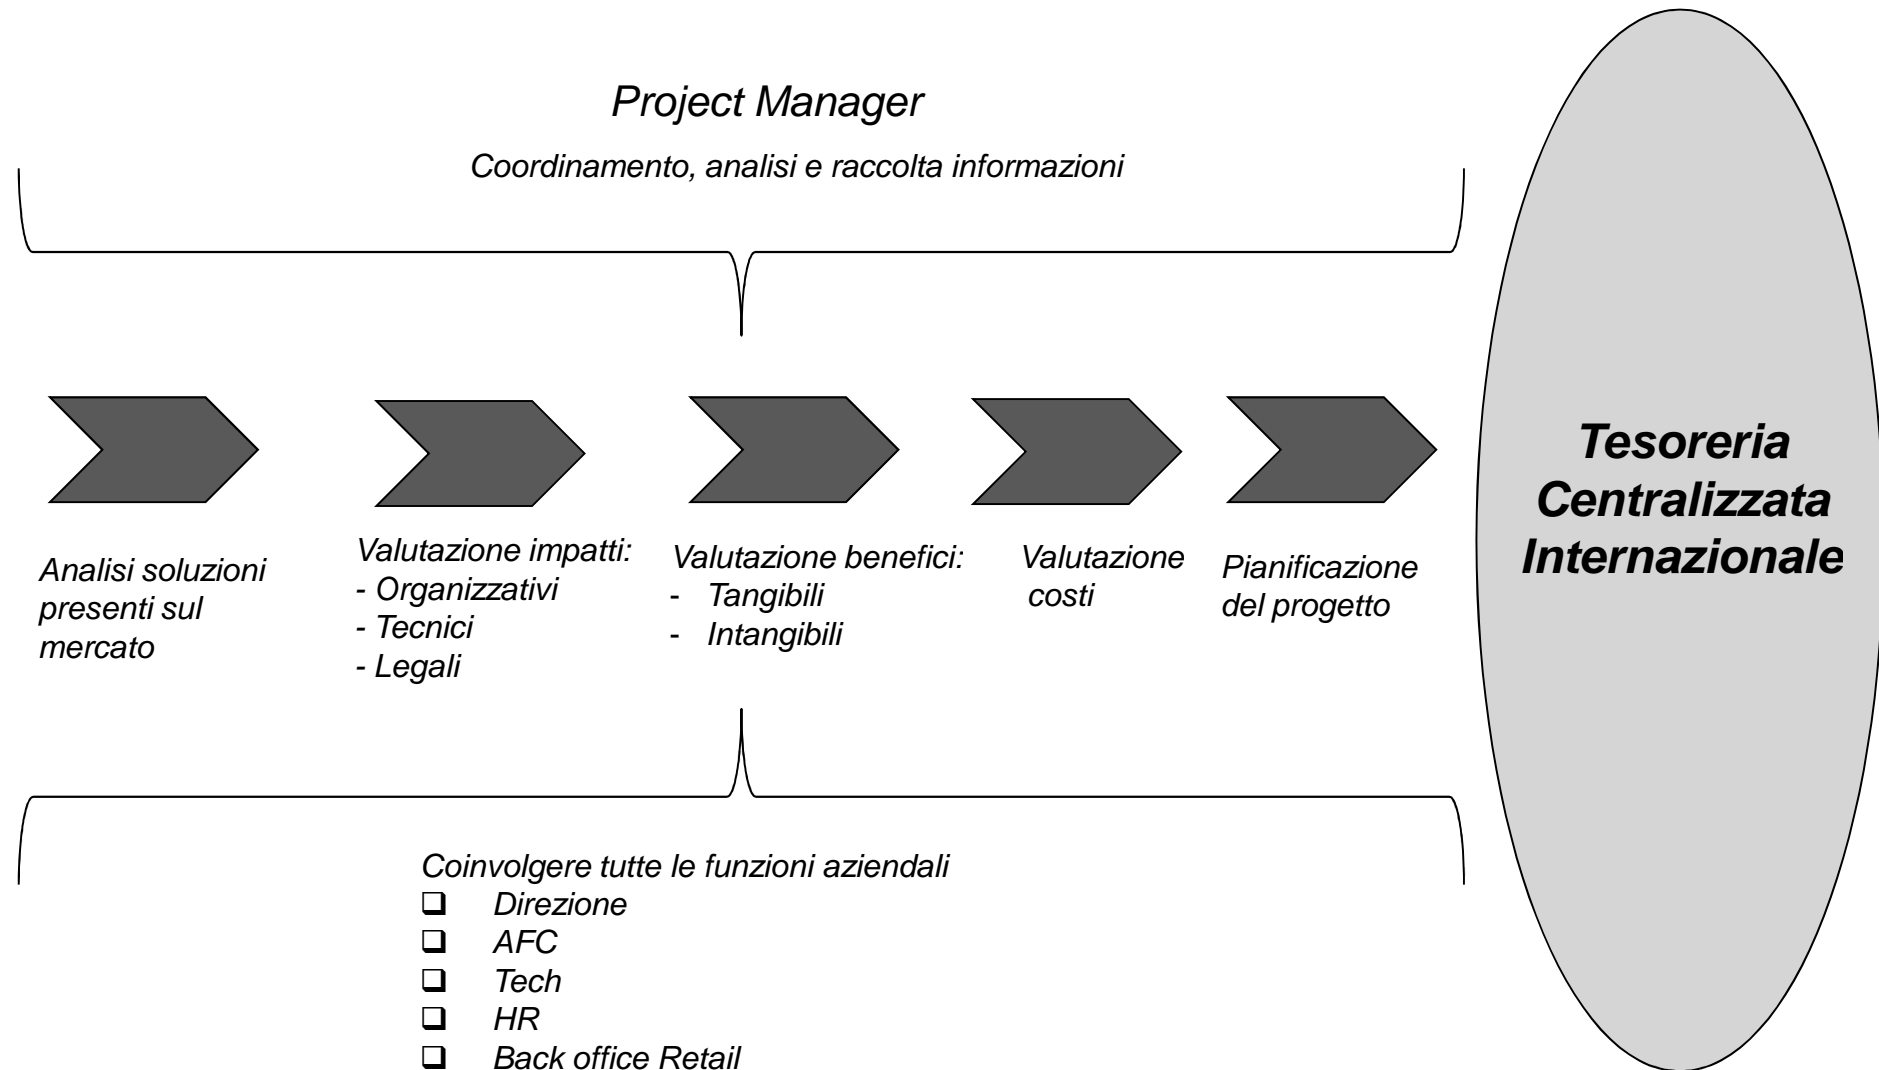 Project Manager
Coordinamento, analisi e raccolta informazioni
Analisi soluzioni
presenti sul
mercato
Valutazione impatti:
- Organizzativi
- Tecnici
- Legali
Valutazione benefici:
- Tangibili
- Intangibili
Valutazione
costi
Pianificazione
del progetto
Tesoreria
Centralizzata
Internazionale
Coinvolgere tutte le funzioni aziendali
❑ Direzione
❑ AFC
❑ Tech
❑ HR
❑ Back office Retail